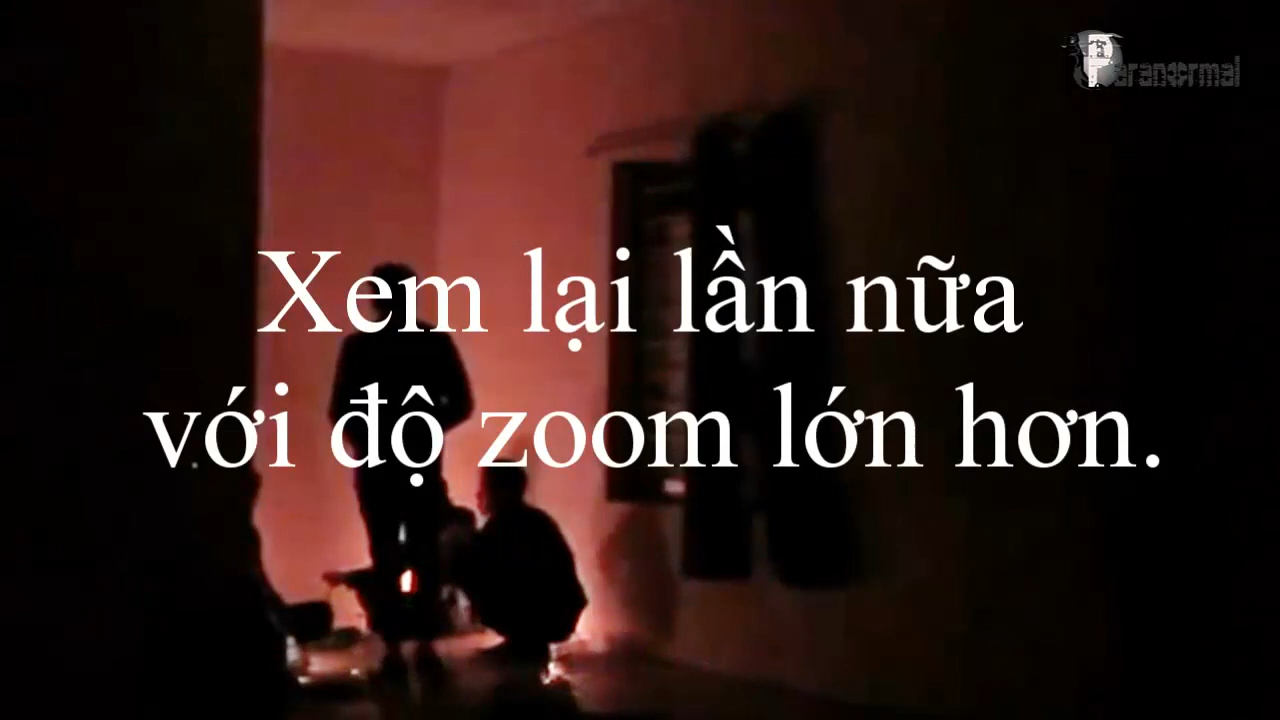 Paranormal
Xem lại lần nữa
với độ zoom lớn hơn.